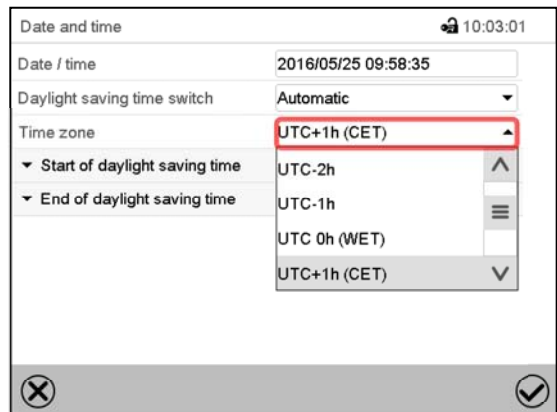 Date and time 10:03:01
Date / time 2016/05/25 09:58:35
Daylight saving time switch Automatic
Time zone UTC+1h (CET)
Start of daylight saving time UTC-2h
UTC-1h
End of daylight saving time
UTC 0h (WET)
UTC+1h (CET)